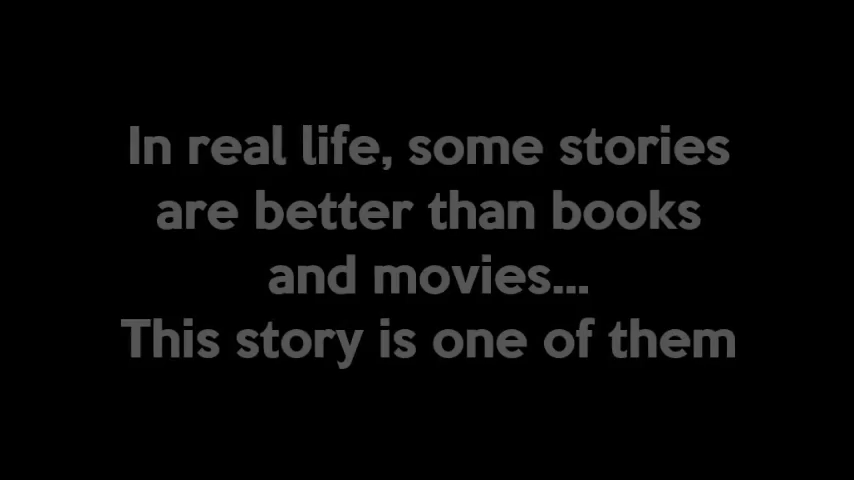 In real life, some stories
are better than books
and movies...
This story is one of them